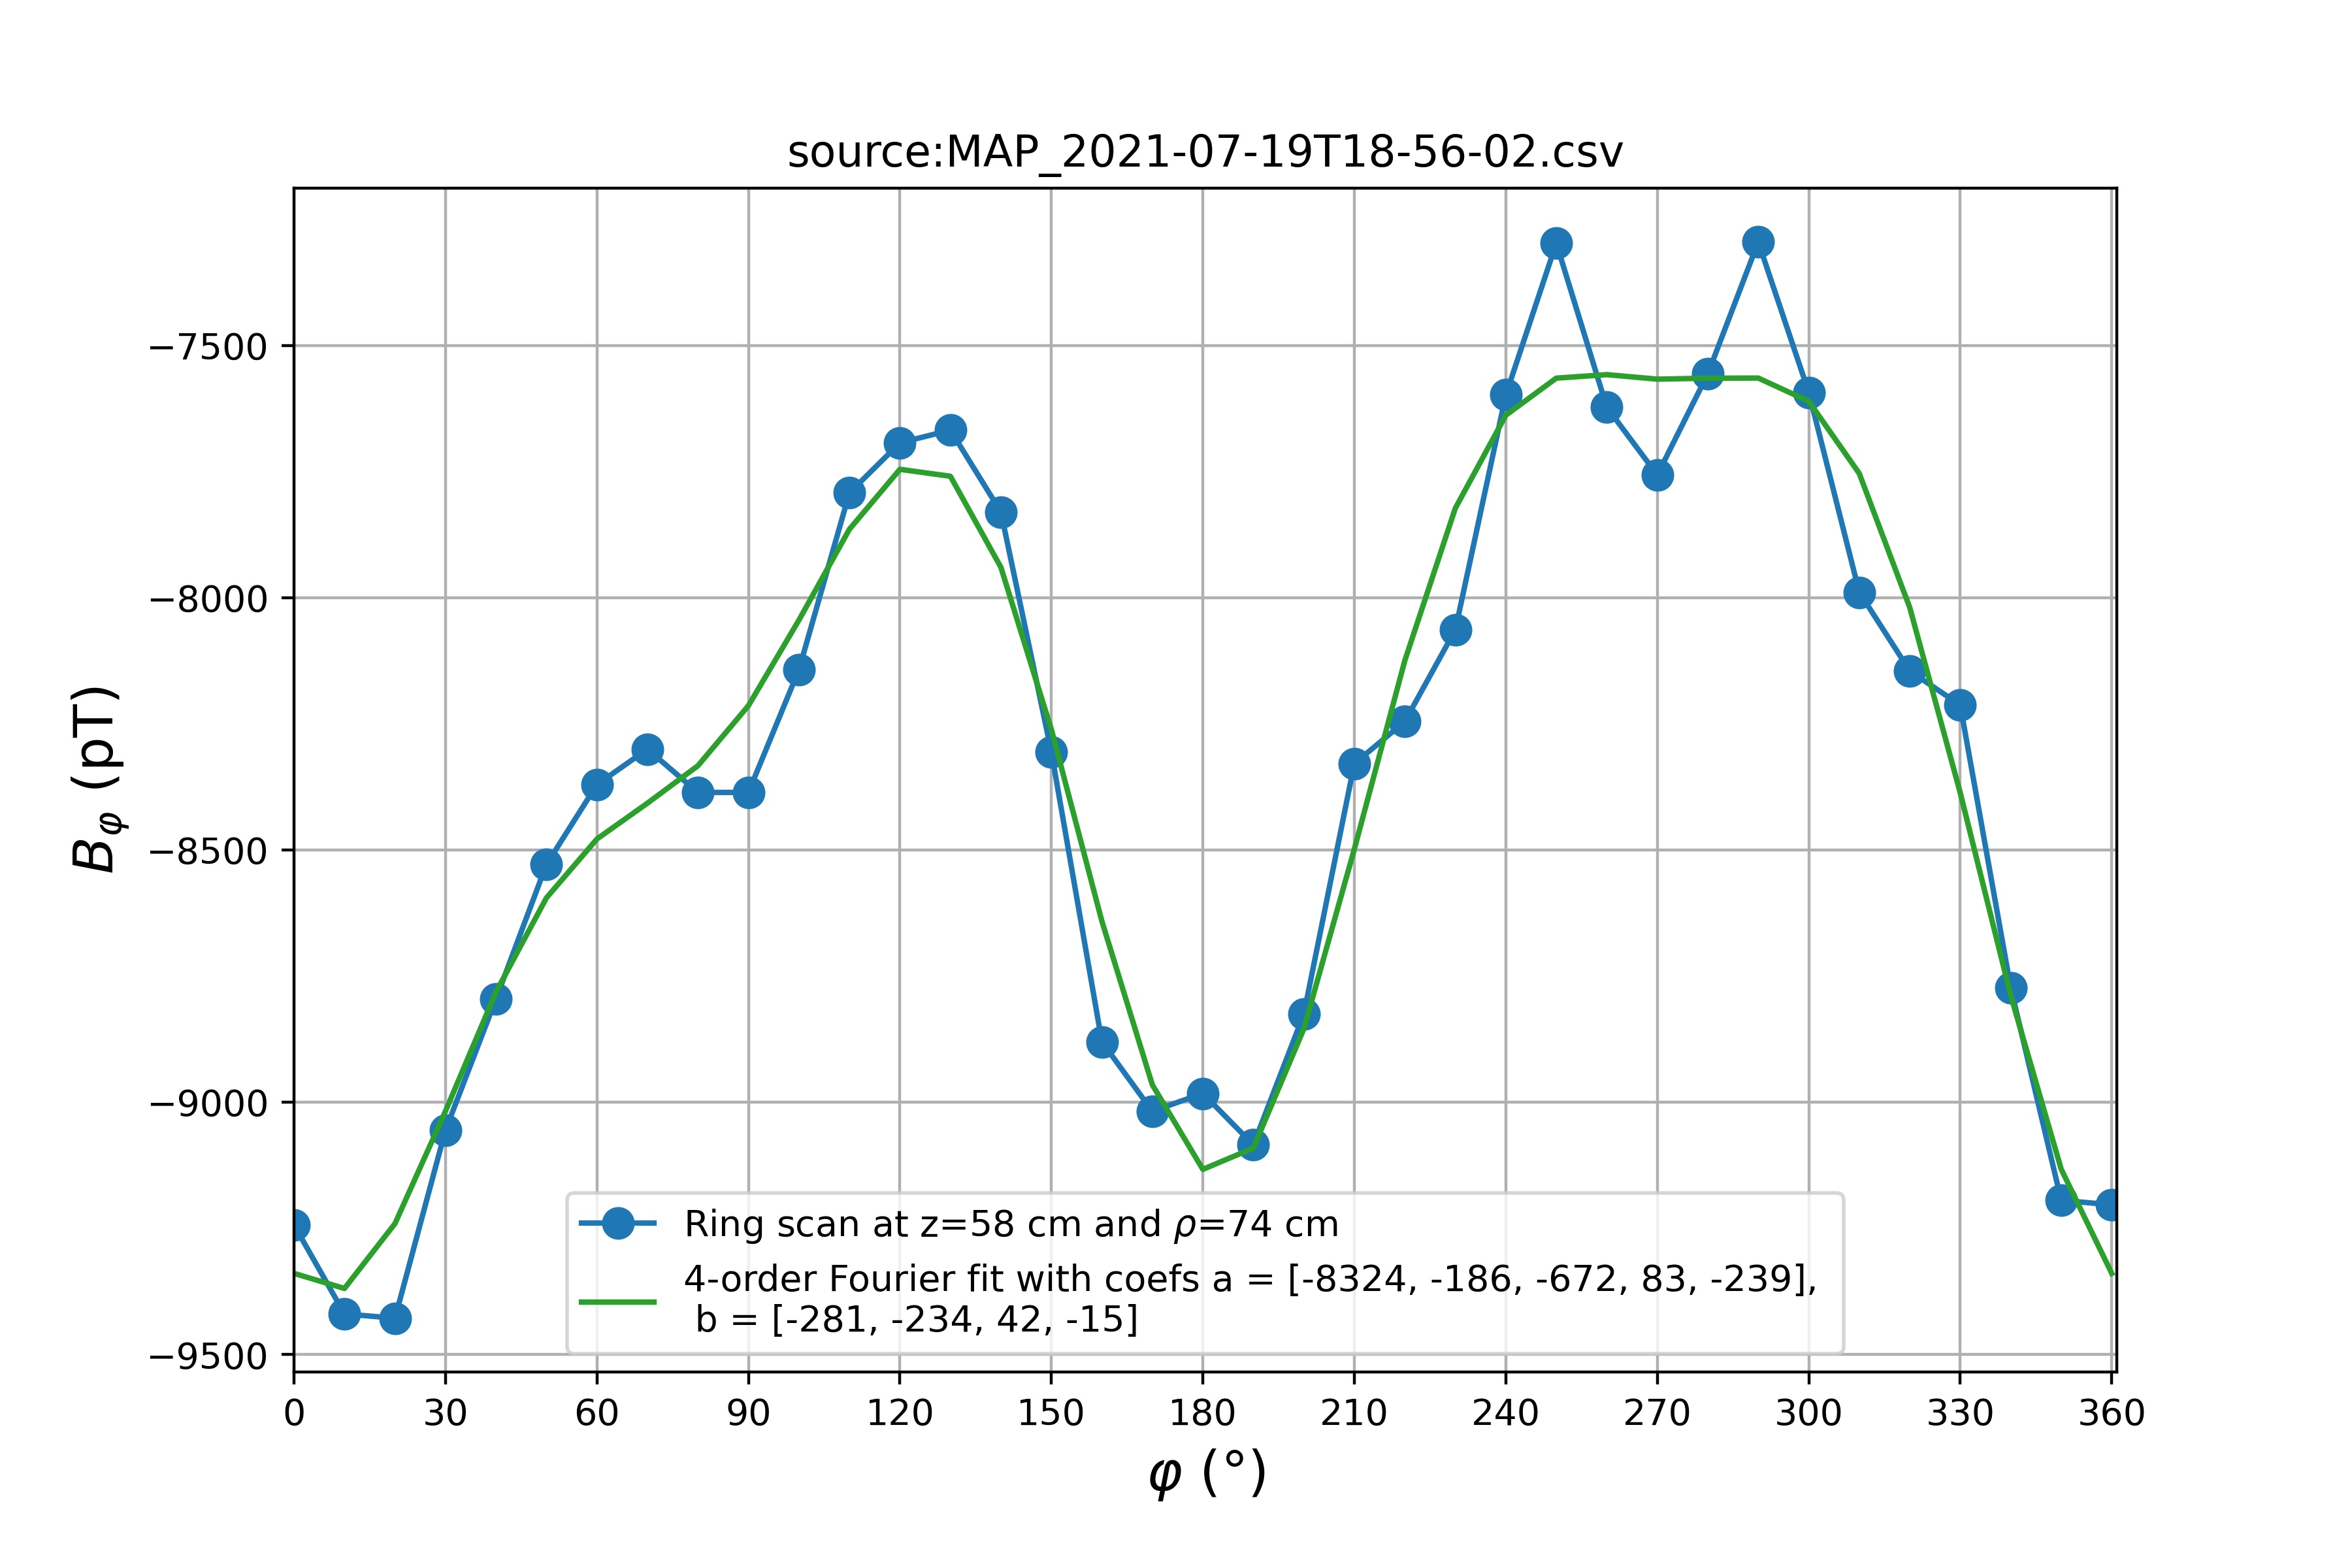 source:MAP_2021-07-19T18-56-02.csv
−7500
−8000
−8500
−9000
−9500
B_φ (pT)
Ring scan at z=58 cm and ρ=74 cm
4-order Fourier fit with coefs a = [-8324, -186, -672, 83, -239],
b = [-281, -234, 42, -15]
0 30 60 90 120 150 180 210 240 270 300 330 360
φ (°)